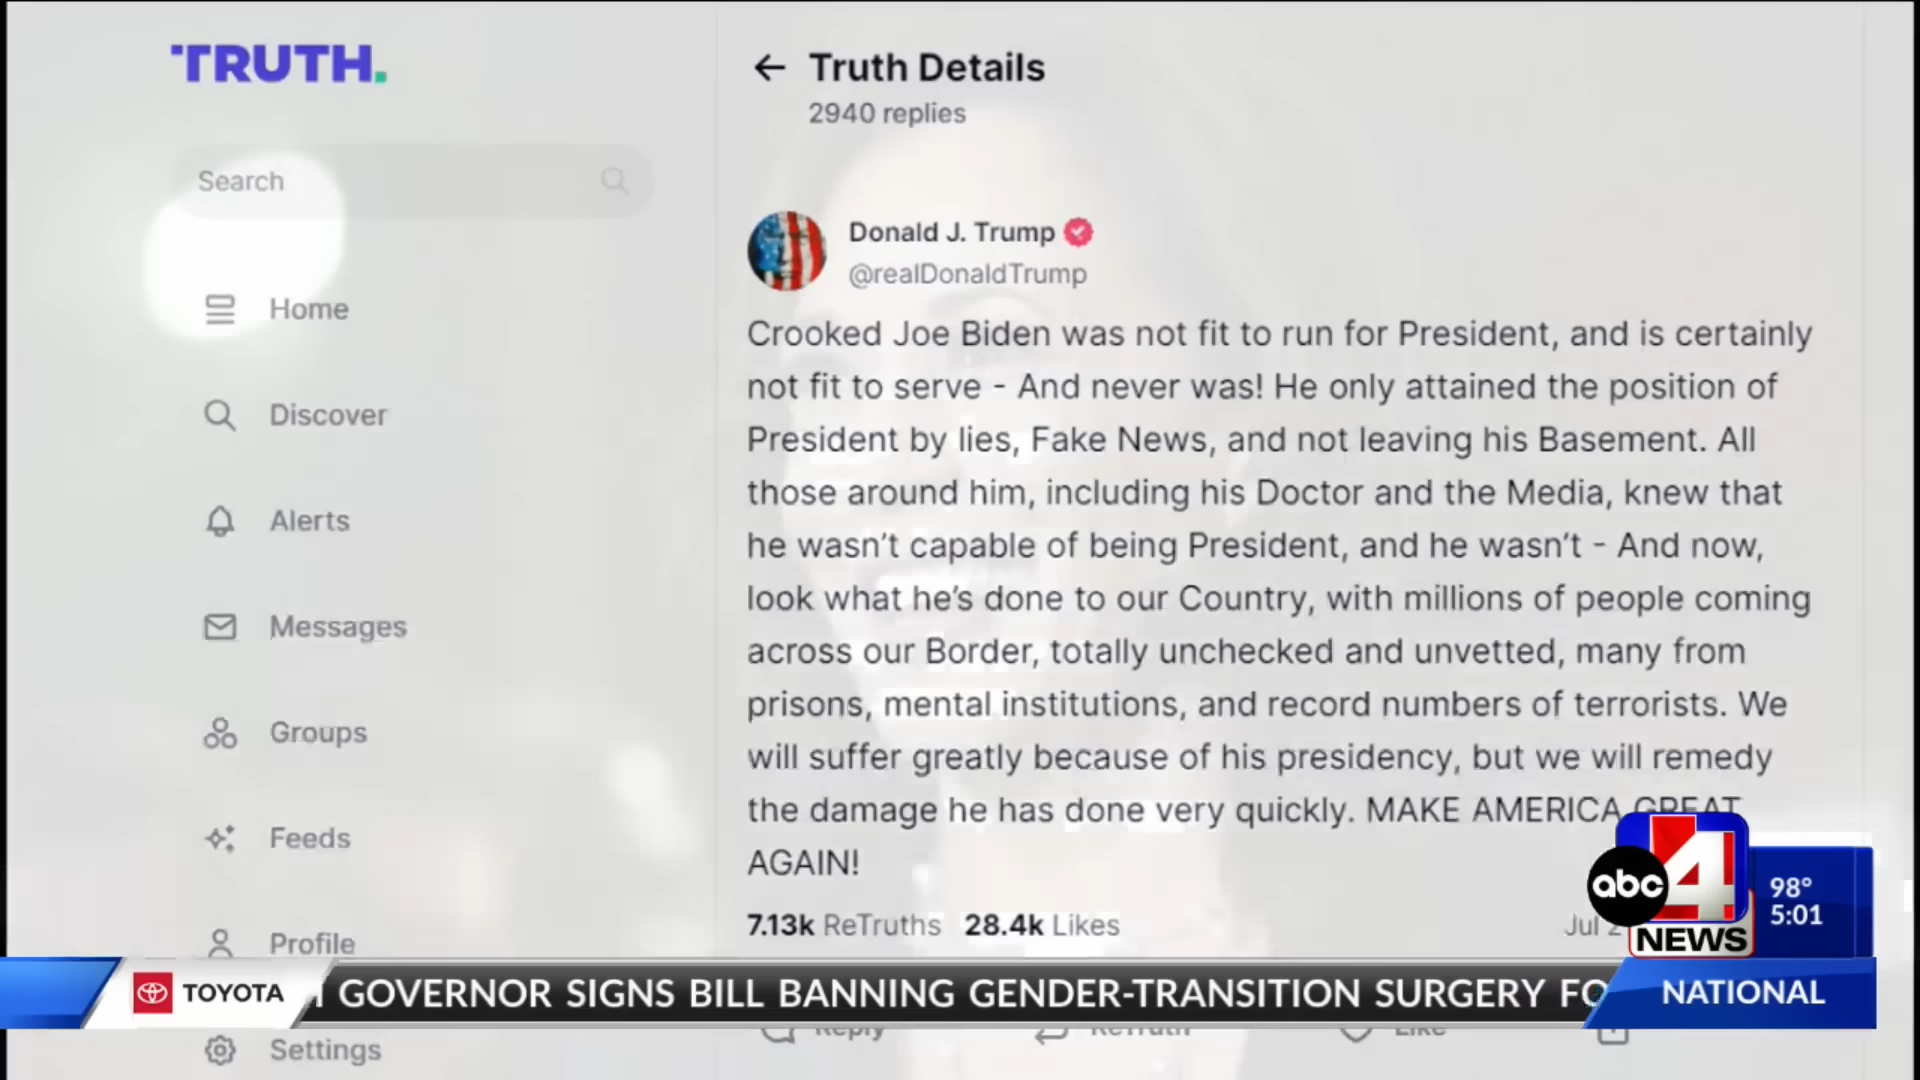 TRUTH.
Search
Home
Discover
Alerts
Messages
Groups
Feeds
Profile
Settings
Truth Details
2940 replies
Donald J. Trump
@realDonaldTrump
Crooked Joe Biden was not fit to run for President, and is certainly
not fit to serve - And never was! He only attained the position of
President by lies, Fake News, and not leaving his Basement. All
those around him, including his Doctor and the Media, knew that
he wasn't capable of being President, and he wasn't - And now,
look what he's done to our Country, with millions of people coming
across our Border, totally unchecked and unvetted, many from
prisons, mental institutions, and record numbers of terrorists. We
will suffer greatly because of his presidency, but we will remedy
the damage he has done very quickly. MAKE AMERICA GREAT
AGAIN!
7.13k ReTruths 28.4k Likes
Jul 2
Reply ReTruth Like
abc 4
NEWS
98°
5:01
TOYOTA
GOVERNOR SIGNS BILL BANNING GENDER-TRANSITION SURGERY FO
NATIONAL